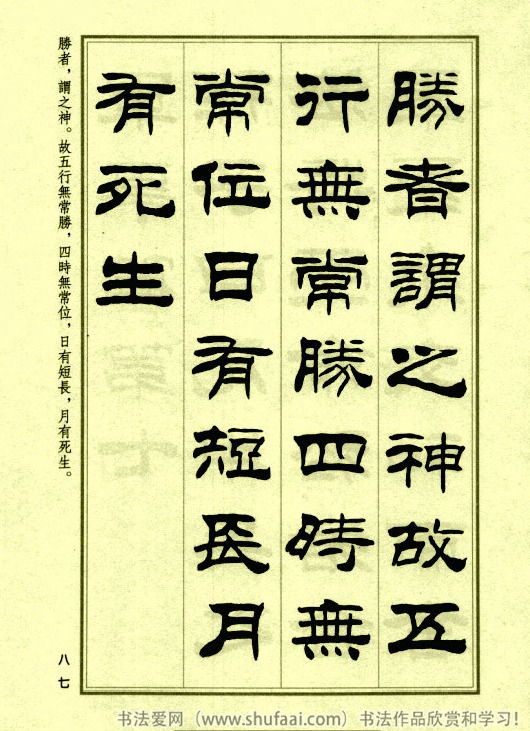 勝者謂之神故五
行無常勝四時無
常位日有短長月
有死生
勝者，謂之神。故五行無常勝，四時無常位，日有短長，月有死生。
八七
书法爱网（www.shufaai.com）书法作品欣赏和学习！